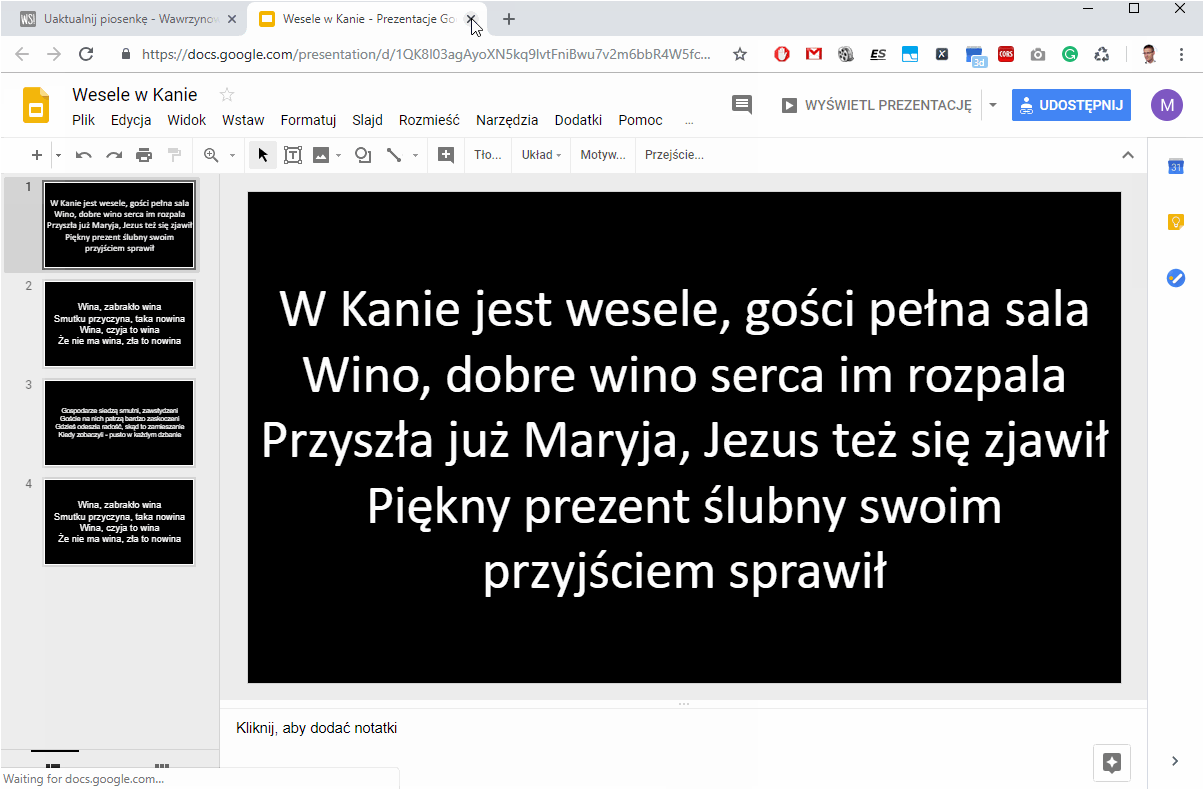 WS Uaktualnij piosenkę - Wawrzynow
Wesele w Kanie - Prezentacje Go
https://docs.google.com/presentation/d/1QK8I03agAyoXN5kq9lvtFniBwu7v2m6bbR4W5fc...
ES
X
3d
CORS
Wesele w Kanie
WYŚWIETL PREZENTACJĘ
UDOSTĘPNIJ
M
Plik Edycja Widok Wstaw Formatuj Slajd Rozmieść Narzędzia Dodatki Pomoc ...
Tło... Układ Motyw... Przejście...
31
1
W Kanie jest wesele, gości pełna sala
Wino, dobre wino serca im rozpala
Przyszła już Maryja, Jezus też się zjawił
Piękny prezent ślubny swoim
przyjściem sprawił
2
Wina, zabrakło wina
Smutku przyczyna, taka nowina
Wina, czyja to wina
Że nie ma wina, zła to nowina
3
Gospodarze siedzą smutni, zawstydzeni
Goście na nich patrzą bardzo zaskoczeni
Gdzieś odeszła radość, skąd to zamieszanie
Kiedy zobaczyli - pusto w każdym dzbanie
4
Wina, zabrakło wina
Smutku przyczyna, taka nowina
Wina, czyja to wina
Że nie ma wina, zła to nowina
W Kanie jest wesele, gości pełna sala
Wino, dobre wino serca im rozpala
Przyszła już Maryja, Jezus też się zjawił
Piękny prezent ślubny swoim
przyjściem sprawił
Kliknij, aby dodać notatki
Waiting for docs.google.com...